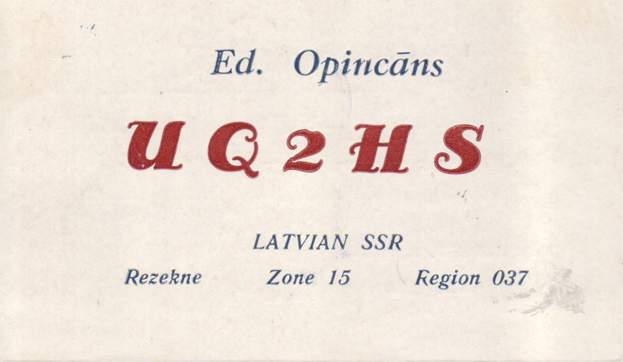 Ed. Opincāns
UQ2HS
LATVIAN SSR
Rezekne Zone 15 Region 037